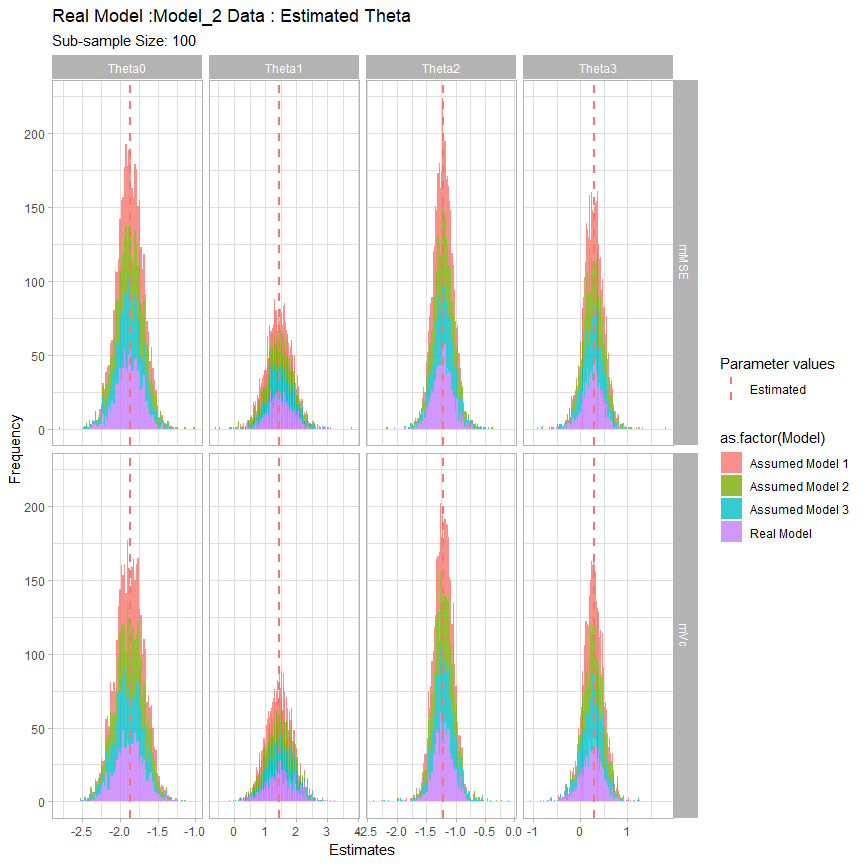 Real Model :Model_2 Data : Estimated Theta
Sub-sample Size: 100
Theta0 Theta1 Theta2 Theta3
200
150
100
50
0
mMSE
200
150
100
50
0
mVc
Frequency
-2.5 -2.0 -1.5 -1.0 0 1 2 3 4 -2.5 -2.0 -1.5 -1.0 -0.5 0.0 -1 0 1
Estimates
Parameter values
Estimated
as.factor(Model)
Assumed Model 1
Assumed Model 2
Assumed Model 3
Real Model